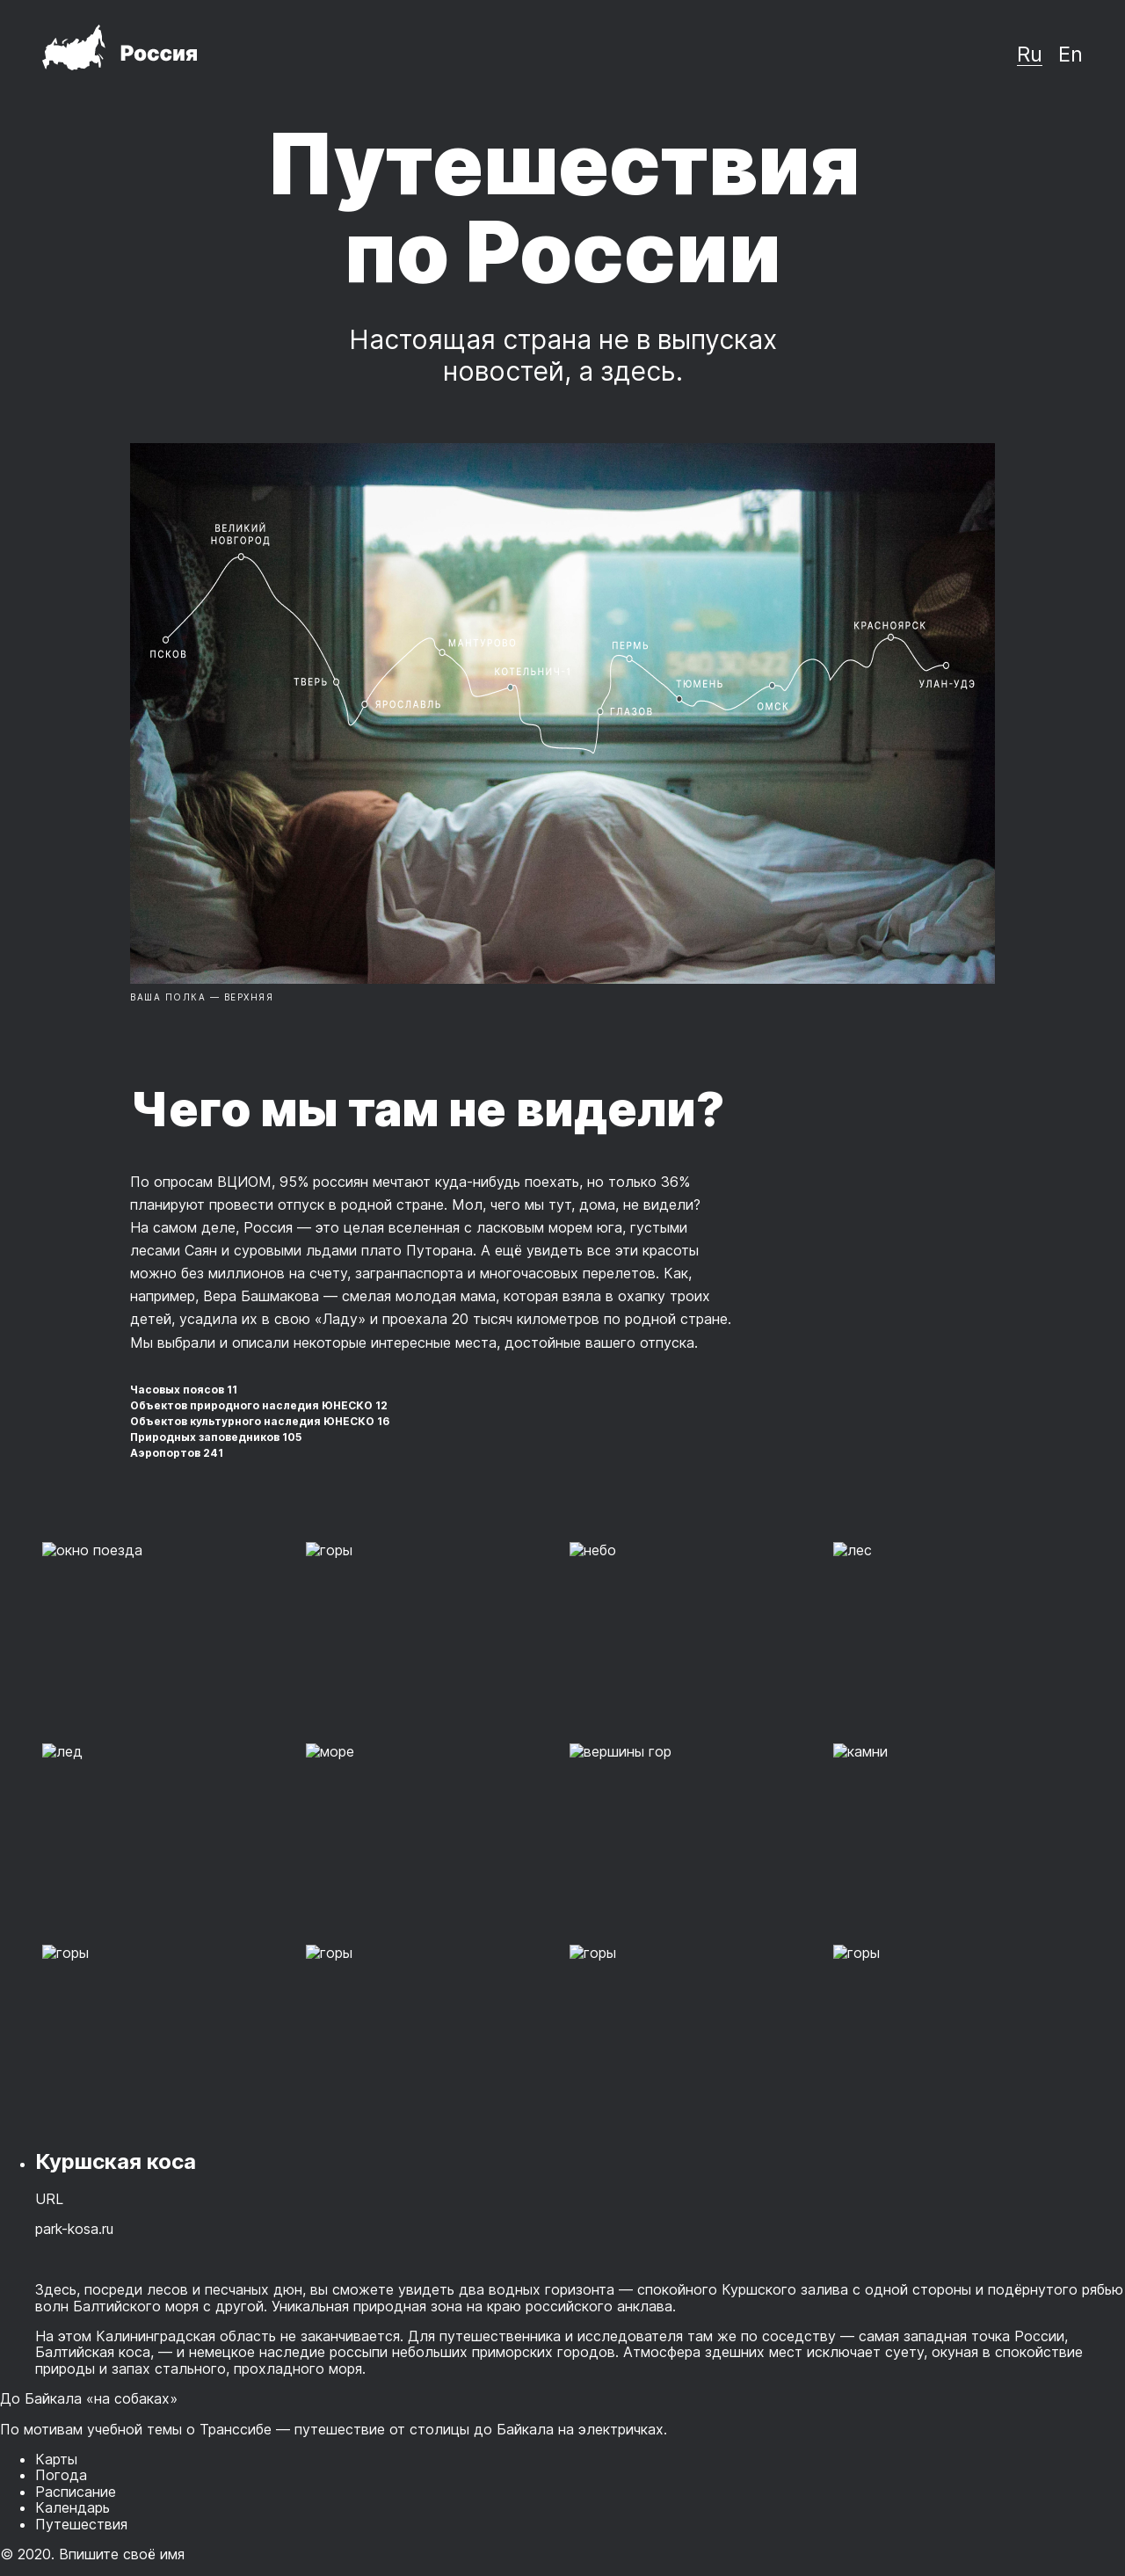 Россия
Ru En
Путешествия
по России
Настоящая страна не в выпусках
новостей, а здесь.
ВЕЛИКИЙ
НОВГОРОД
ПСКОВ
ТВЕРЬ
ЯРОСЛАВЛЬ
МАНТУРОВО
КОТЕЛЬНИЧ-1
ПЕРМЬ
ГЛАЗОВ
ТЮМЕНЬ
ОМСК
КРАСНОЯРСК
УЛАН-УДЭ
ВАША ПОЛКА — ВЕРХНЯЯ
Чего мы там не видели?
По опросам ВЦИОМ, 95% россиян мечтают куда-нибудь поехать, но только 36%
планируют провести отпуск в родной стране. Мол, чего мы тут, дома, не видели?
На самом деле, Россия — это целая вселенная с ласковым морем юга, густыми
лесами Саян и суровыми льдами плато Путорана. А ещё увидеть все эти красоты
можно без миллионов на счету, загранпаспорта и многочасовых перелетов. Как,
например, Вера Башмакова — смелая молодая мама, которая взяла в охапку троих
детей, усадила их в свою «Ладу» и проехала 20 тысяч километров по родной стране.
Мы выбрали и описали некоторые интересные места, достойные вашего отпуска.
Часовых поясов 11
Объектов природного наследия ЮНЕСКО 12
Объектов культурного наследия ЮНЕСКО 16
Природных заповедников 105
Аэропортов 241
окно поезда горы небо лес
лед море вершины гор камни
горы горы горы горы
• Куршская коса
URL
park-kosa.ru
Здесь, посреди лесов и песчаных дюн, вы сможете увидеть два водных горизонта — спокойного Куршского залива с одной стороны и подёрнутого рябью
волн Балтийского моря с другой. Уникальная природная зона на краю российского анклава.
На этом Калининградская область не заканчивается. Для путешественника и исследователя там же по соседству — самая западная точка России,
Балтийская коса, — и немецкое наследие россыпи небольших приморских городов. Атмосфера здешних мест исключает суету, окуная в спокойствие
природы и запах стального, прохладного моря.
До Байкала «на собаках»
По мотивам учебной темы о Транссибе — путешествие от столицы до Байкала на электричках.
• Карты
• Погода
• Расписание
• Календарь
• Путешествия
© 2020. Впишите своё имя